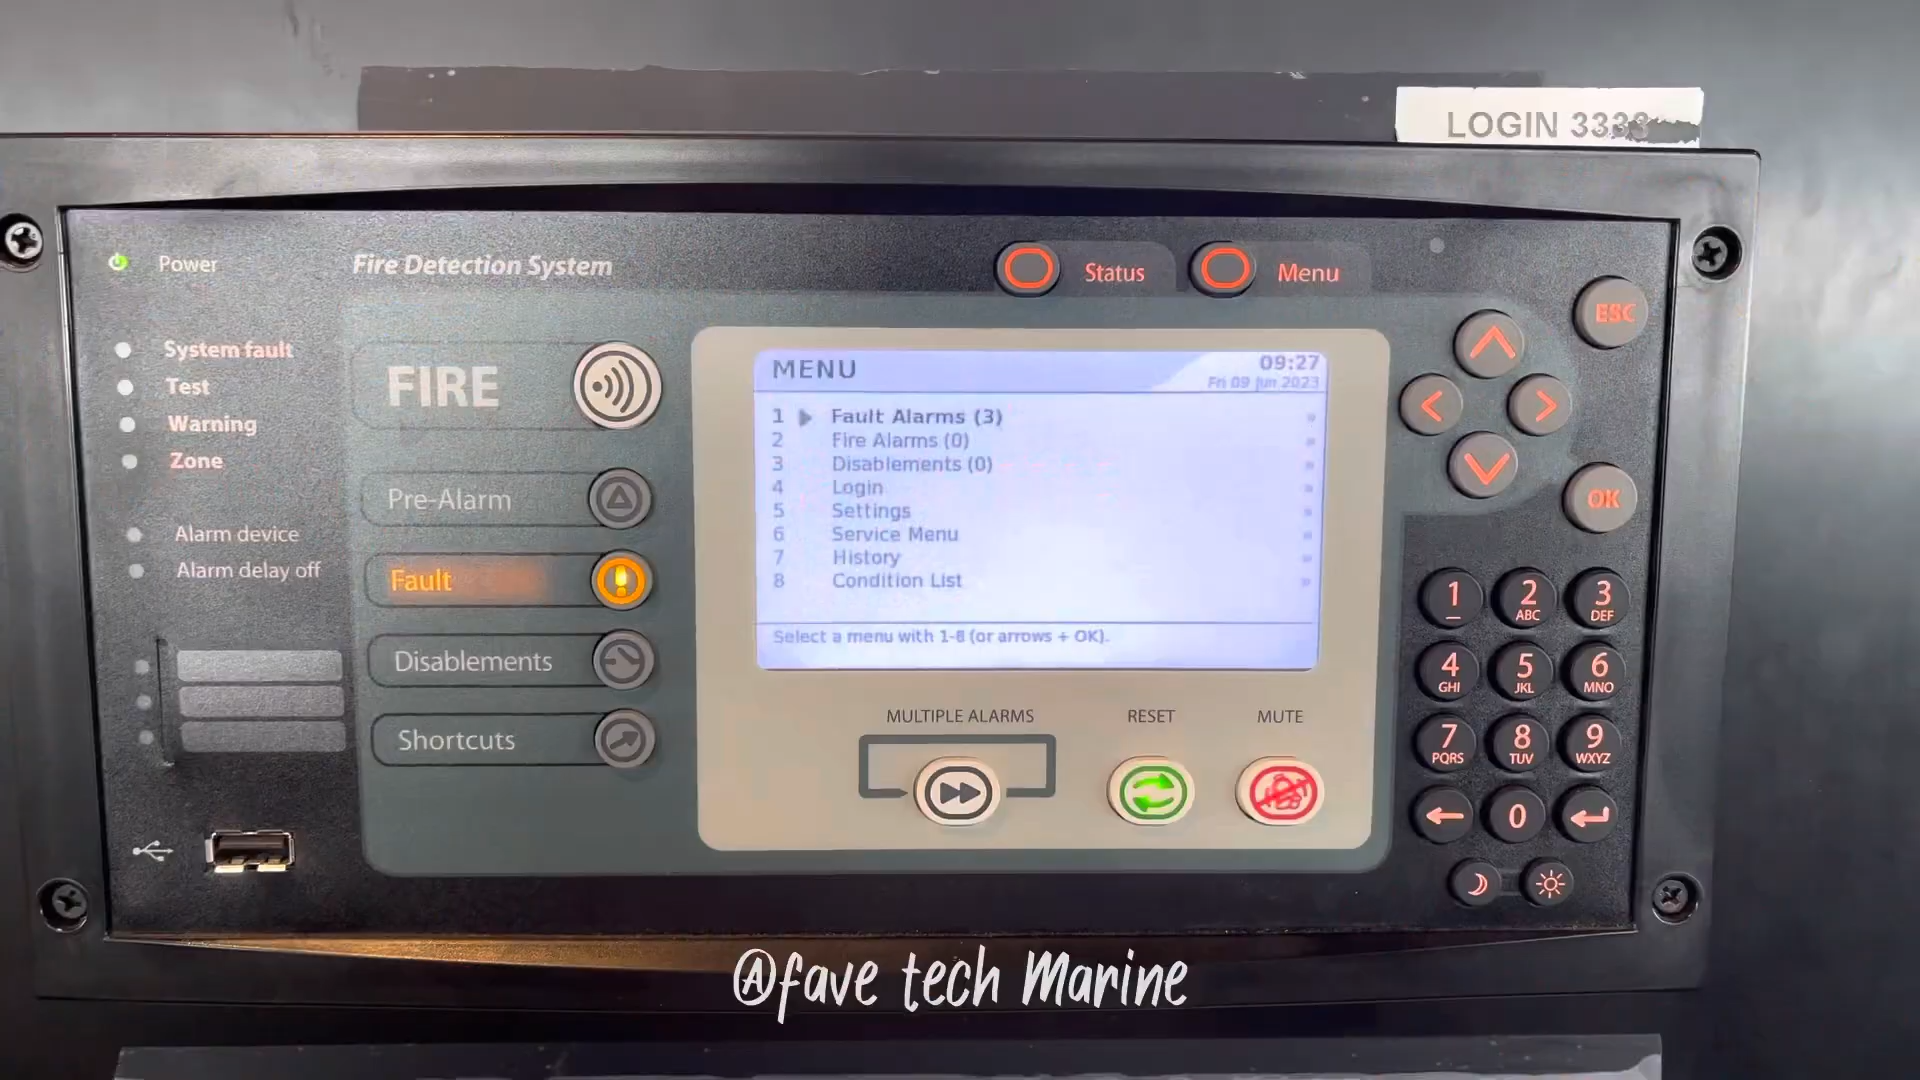 LOGIN 3333
Power
Fire Detection System
Status
Menu
ESC
System fault
Test
Warning
Zone
Alarm device
Alarm delay off
FIRE
Pre-Alarm
Fault
Disablements
Shortcuts
MENU
09:27
Fri 09 Jun 2023
1 Fault Alarms (3) »
2 Fire Alarms (0) »
3 Disablements (0) »
4 Login »
5 Settings »
6 Service Menu »
7 History »
8 Condition List »
Select a menu with 1-8 (or arrows + OK).
MULTIPLE ALARMS
RESET
MUTE
OK
1 _
2 ABC
3 DEF
4 GHI
5 JKL
6 MNO
7 PQRS
8 TUV
9 WXYZ
0
@fave tech Marine